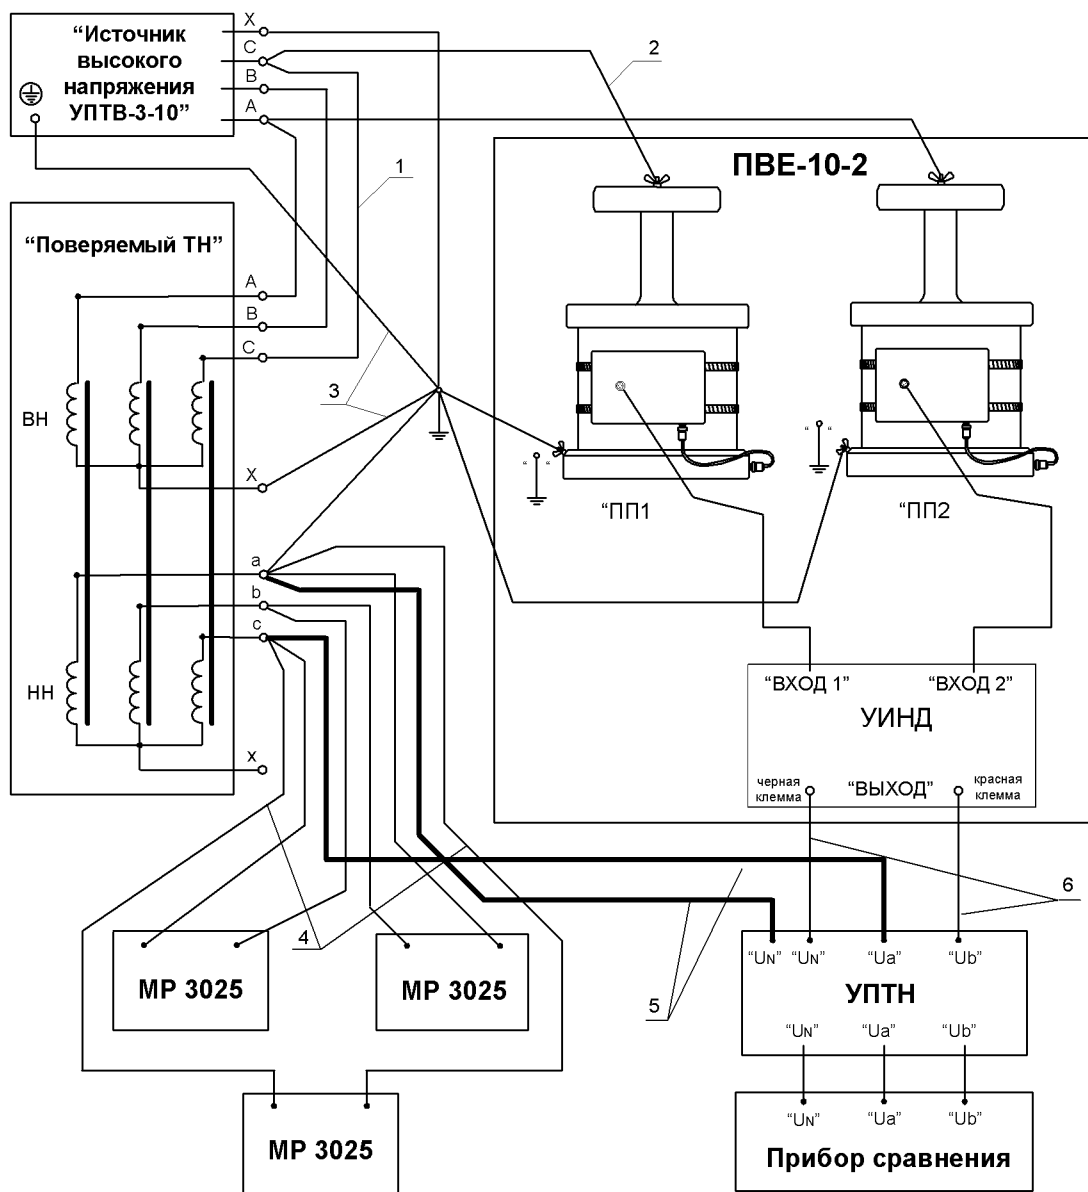 “Источник
высокого
напряжения
УПТВ-3-10”
X
C
B
A
2
1
ПВЕ-10-2
“Поверяемый ТН”
A
B
C
ВН
3
X
“ “
“ “
“ПП1
“ПП2
a
b
c
НН
x
“ВХОД 1”
“ВХОД 2”
УИНД
черная
клемма
“ВЫХОД”
красная
клемма
6
4
5
МР 3025
МР 3025
МР 3025
“UN”
“UN”
“Ua”
“Ub”
УПТН
“UN”
“Ua”
“Ub”
“UN”
“Ua”
“Ub”
Прибор сравнения